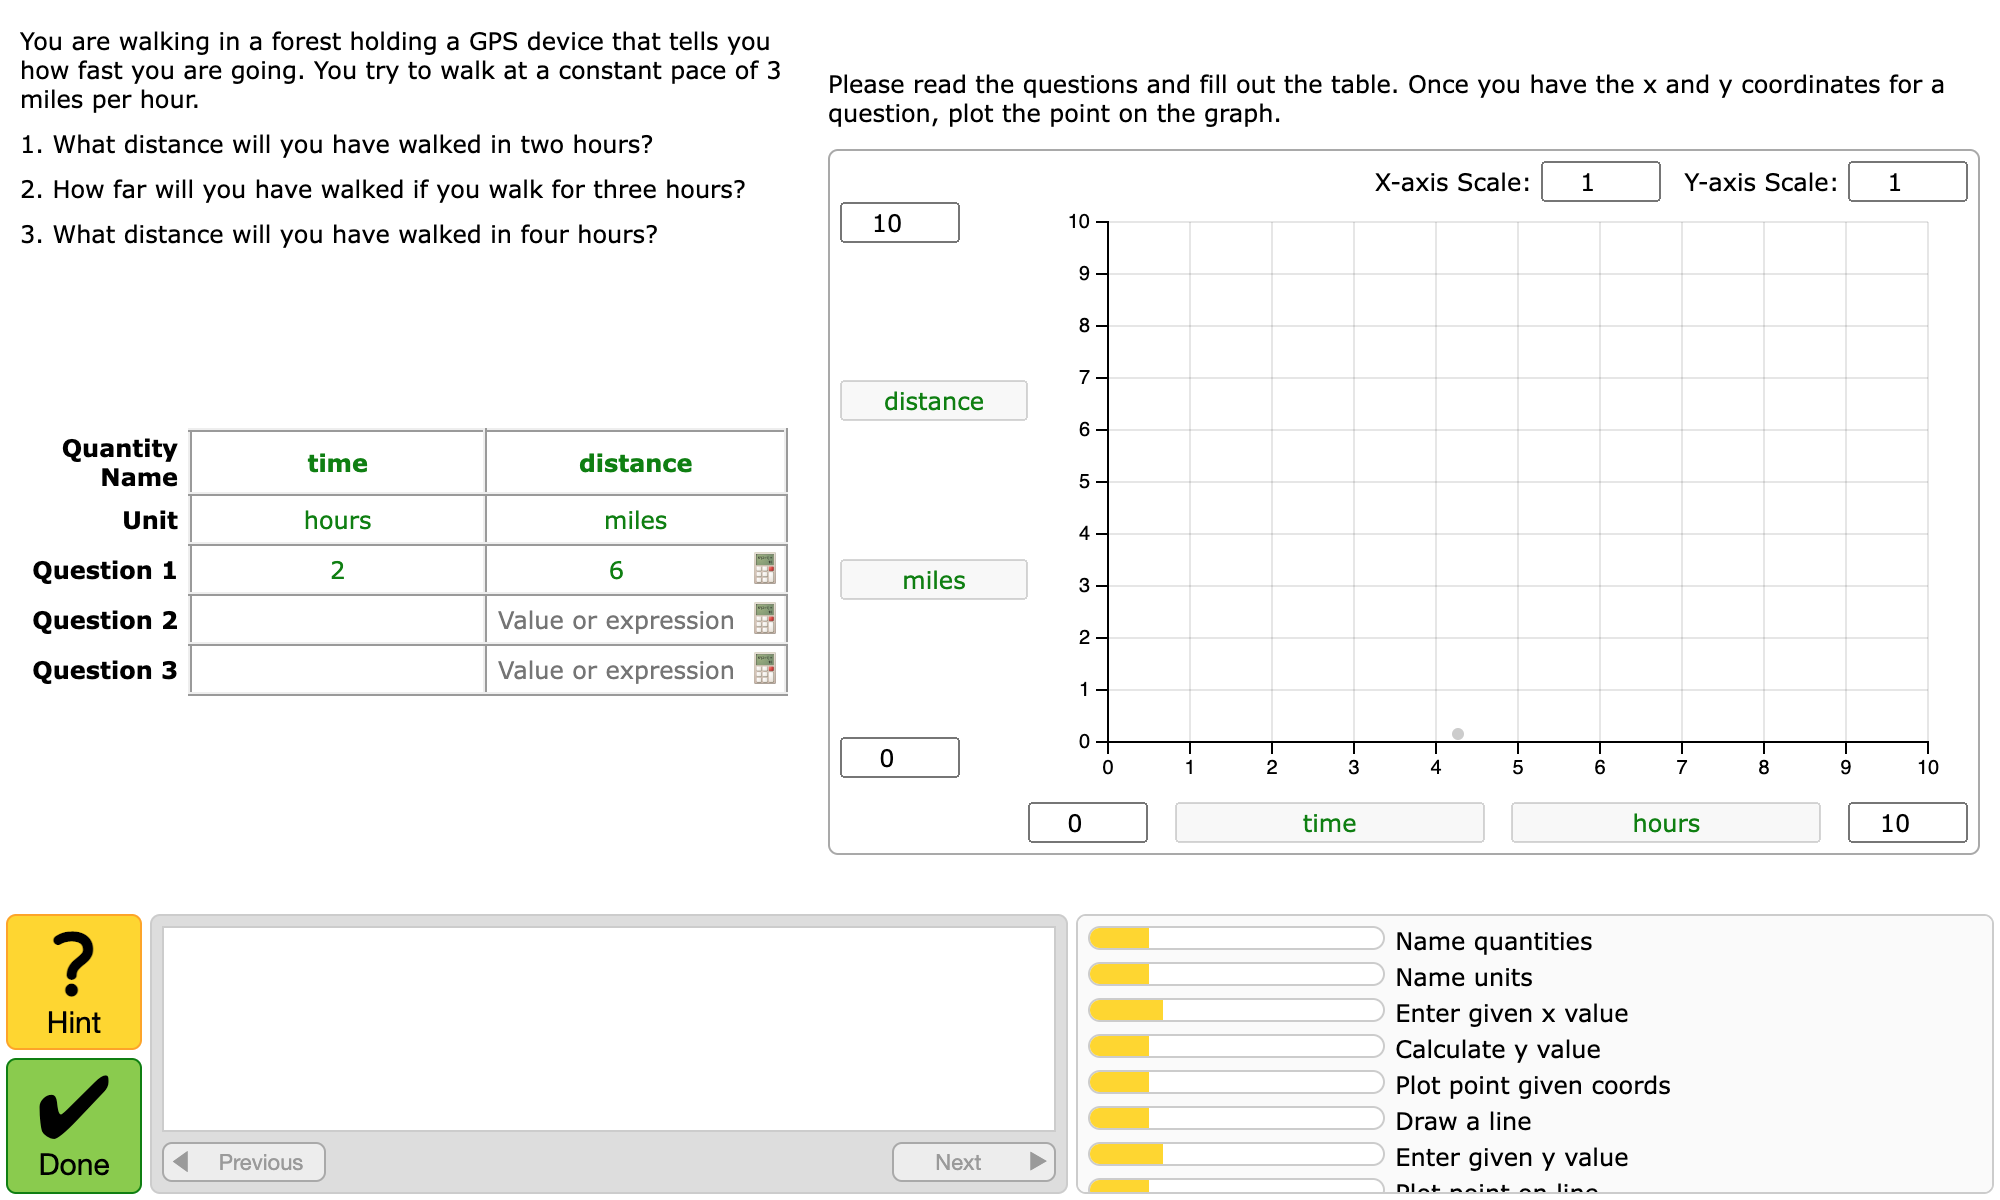 You are walking in a forest holding a GPS device that tells you
how fast you are going. You try to walk at a constant pace of 3
miles per hour.
1. What distance will you have walked in two hours?
2. How far will you have walked if you walk for three hours?
3. What distance will you have walked in four hours?
Quantity Name time distance
Unit hours miles
Question 1 2 6
Question 2 Value or expression
Question 3 Value or expression
Please read the questions and fill out the table. Once you have the x and y coordinates for a
question, plot the point on the graph.
X-axis Scale: 1 Y-axis Scale: 1
10
distance
miles
0
10
9
8
7
6
5
4
3
2
1
0
0 1 2 3 4 5 6 7 8 9 10
0 time hours 10
?
Hint
Done
Previous Next
Name quantities
Name units
Enter given x value
Calculate y value
Plot point given coords
Draw a line
Enter given y value
Plot point on line